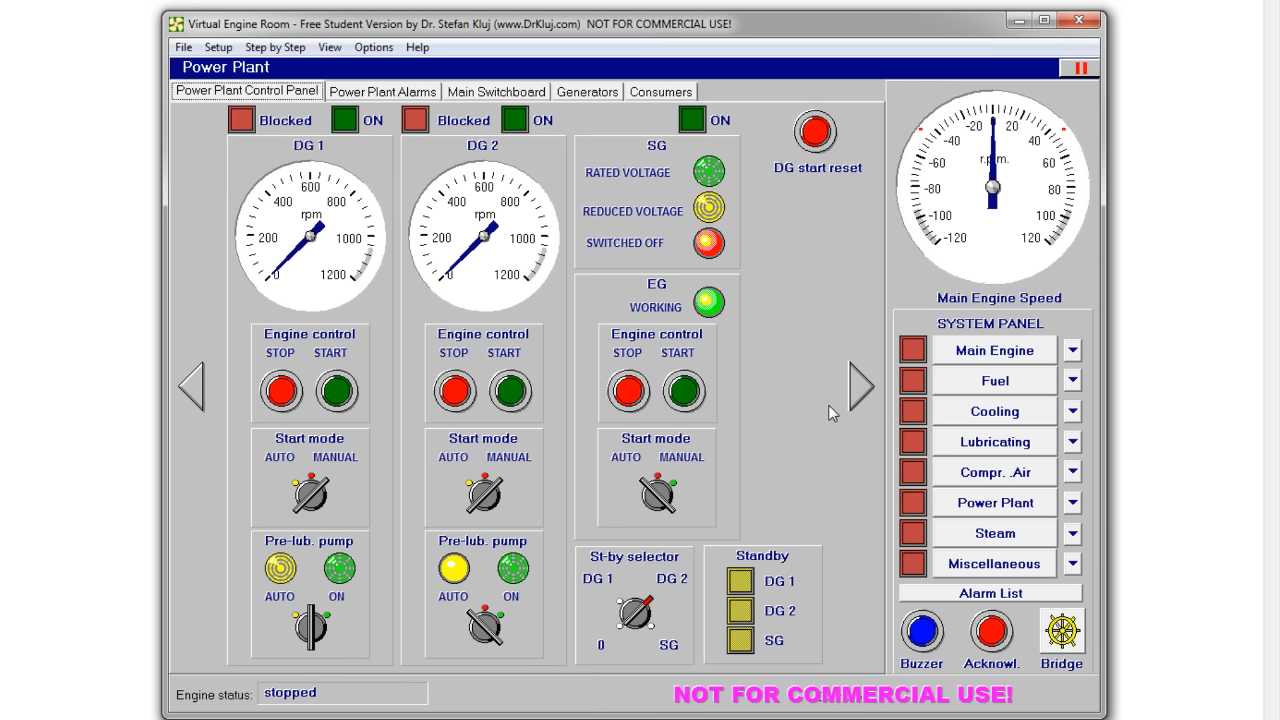 Virtual Engine Room - Free Student Version by Dr. Stefan Kluj (www.DrKluj.com) NOT FOR COMMERCIAL USE!
File Setup Step by Step View Options Help
Power Plant
Power Plant Control Panel Power Plant Alarms Main Switchboard Generators Consumers
Blocked ON Blocked ON ON
DG 1 DG 2 SG
DG start reset
RATED VOLTAGE
REDUCED VOLTAGE
SWITCHED OFF
0 200 400 600 800 1000 1200
rpm
0 200 400 600 800 1000 1200
rpm
EG
WORKING
Engine control Engine control Engine control
STOP START STOP START STOP START
Start mode Start mode Start mode
AUTO MANUAL AUTO MANUAL AUTO MANUAL
Pre-lub. pump Pre-lub. pump
AUTO ON AUTO ON
St-by selector
DG 1 DG 2
0 SG
Standby
DG 1
DG 2
SG
-120 -100 -80 -60 -40 -20 20 40 60 80 100 120
r.p.m.
Main Engine Speed
SYSTEM PANEL
Main Engine
Fuel
Cooling
Lubricating
Compr. .Air
Power Plant
Steam
Miscellaneous
Alarm List
Buzzer Acknowl. Bridge
Engine status: stopped
NOT FOR COMMERCIAL USE!